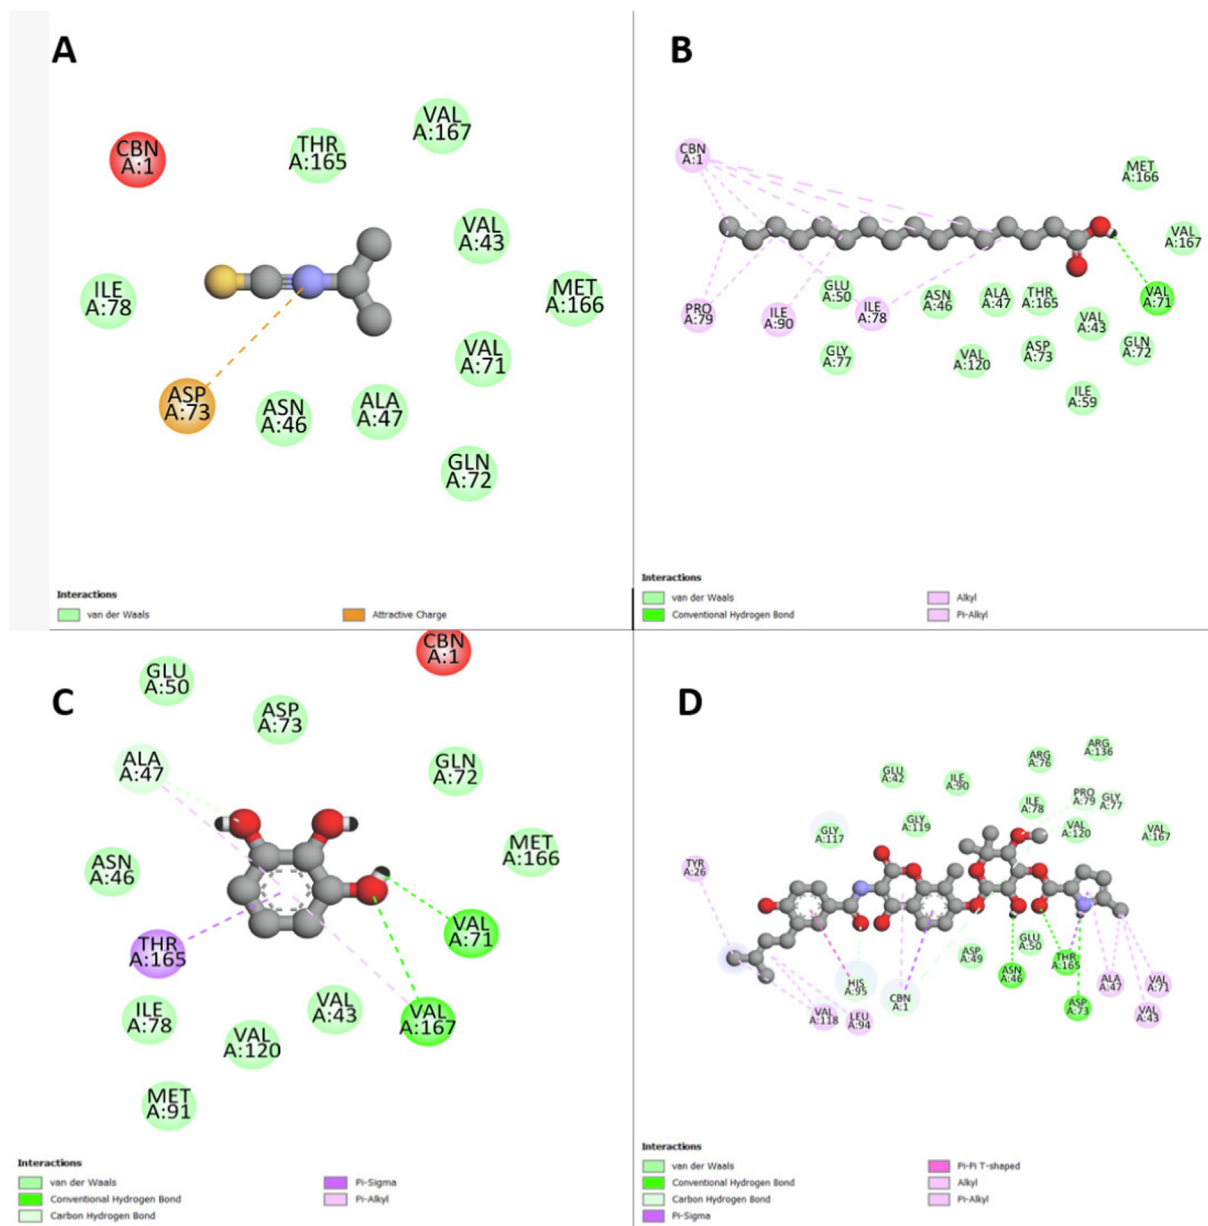 A
CBN
A:1
THR
A:165
VAL
A:167
VAL
A:43
ILE
A:78
MET
A:166
VAL
A:71
ASP
A:73
ASN
A:46
ALA
A:47
GLN
A:72
Interactions
van der Waals
Attractive Charge
B
CBN
A:1
MET
A:166
VAL
A:167
GLU
A:50
ASN
A:46
ALA
A:47
THR
A:165
VAL
A:71
PRO
A:79
ILE
A:90
ILE
A:78
VAL
A:43
GLY
A:77
VAL
A:120
ASP
A:73
GLN
A:72
ILE
A:59
Interactions
van der Waals
Conventional Hydrogen Bond
Alkyl
Pi-Alkyl
C
CBN
A:1
GLU
A:50
ASP
A:73
ALA
A:47
GLN
A:72
ASN
A:46
MET
A:166
THR
A:165
VAL
A:71
ILE
A:78
VAL
A:120
VAL
A:43
VAL
A:167
MET
A:91
Interactions
van der Waals
Conventional Hydrogen Bond
Carbon Hydrogen Bond
Pi-Sigma
Pi-Alkyl
D
ARG
A:136
ARG
A:76
GLU
A:42
ILE
A:90
PRO
A:79
GLY
A:77
ILE
A:78
GLY
A:117
GLY
A:119
VAL
A:120
VAL
A:167
TYR
A:26
ASP
A:49
GLU
A:50
ASN
A:46
THR
A:165
HIS
A:95
CBN
A:1
ALA
A:47
VAL
A:71
VAL
A:118
LEU
A:94
ASP
A:73
VAL
A:43
Interactions
van der Waals
Conventional Hydrogen Bond
Carbon Hydrogen Bond
Pi-Sigma
Pi-Pi T-shaped
Alkyl
Pi-Alkyl